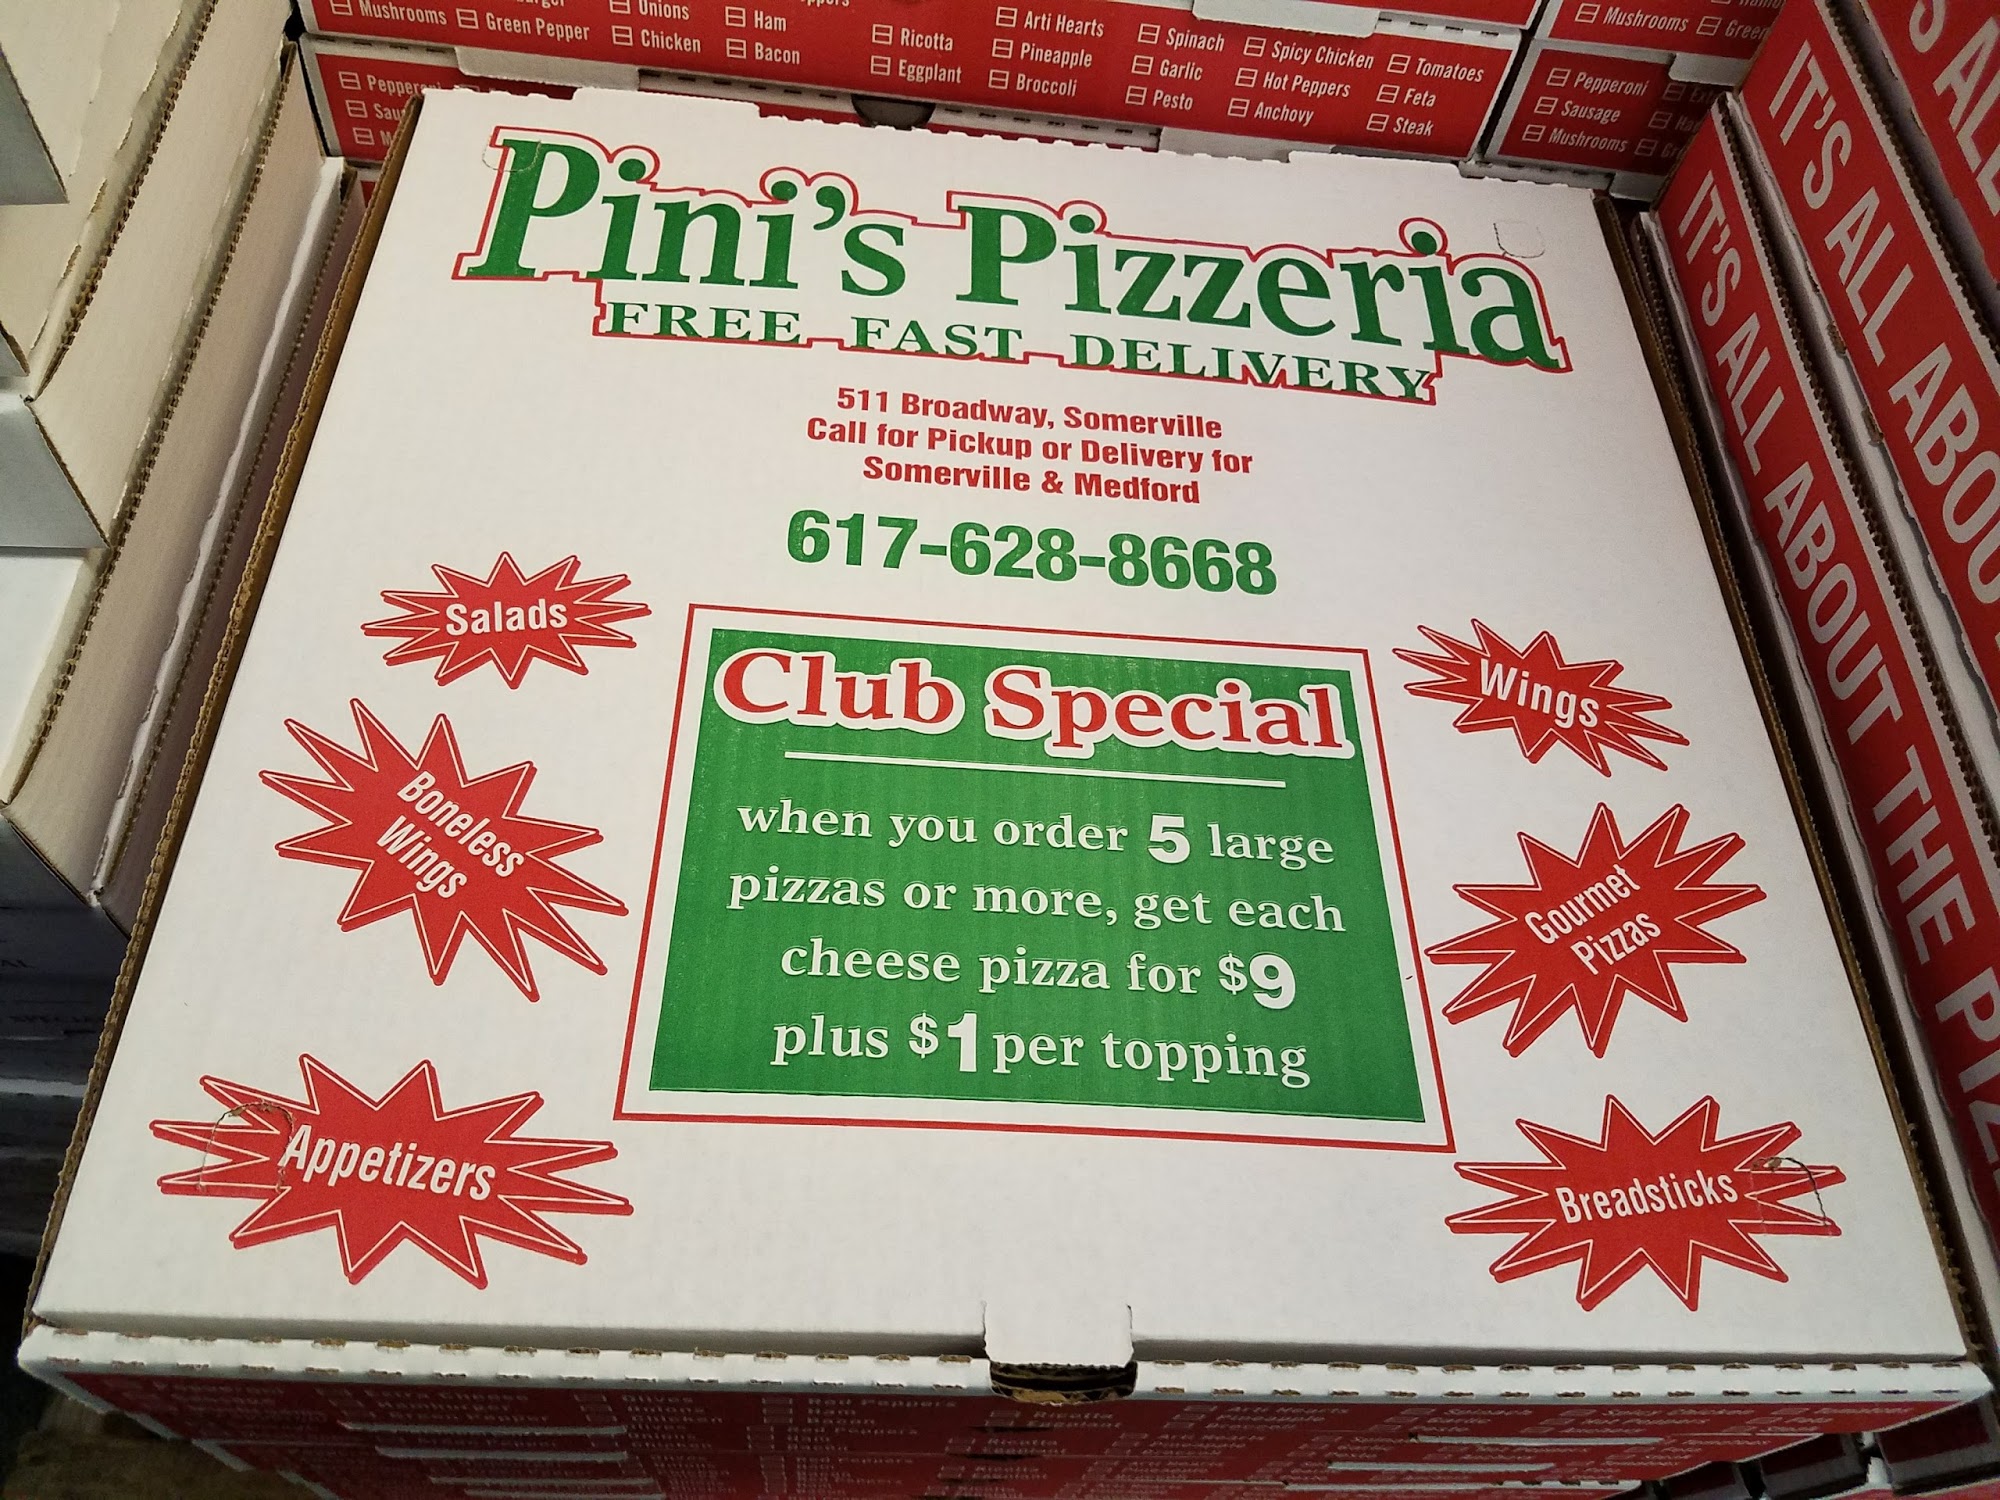 Mushrooms
Green Pepper
Onions
Chicken
Ham
Bacon
Ricotta
Eggplant
Arti Hearts
Pineapple
Broccoli
Spinach
Garlic
Pesto
Spicy Chicken
Hot Peppers
Anchovy
Tomatoes
Feta
Steak
Mushrooms
Pepperoni
Sausage
Mushrooms
Pini's Pizzeria
FREE FAST DELIVERY
511 Broadway, Somerville
Call for Pickup or Delivery for
Somerville & Medford
617-628-8668
Salads
Boneless
Wings
Appetizers
Club Special
when you order 5 large
pizzas or more, get each
cheese pizza for $9
plus $1 per topping
Wings
Gourmet
Pizzas
Breadsticks
IT'S ALL ABOUT THE
IT'S ALL